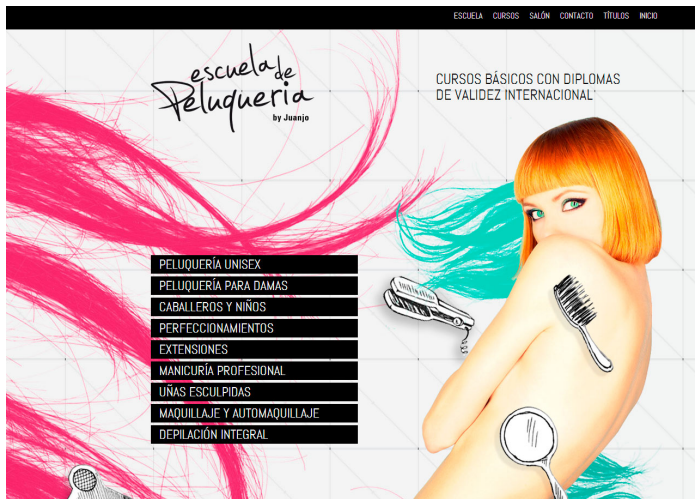 ESCUELA CURSOS SALÓN CONTACTO TÍTULOS INICIO
escuela de
Peluqueria
by Juanjo
CURSOS BÁSICOS CON DIPLOMAS
DE VALIDEZ INTERNACIONAL
PELUQUERÍA UNISEX
PELUQUERÍA PARA DAMAS
CABALLEROS Y NIÑOS
PERFECCIONAMIENTOS
EXTENSIONES
MANICURÍA PROFESIONAL
UÑAS ESCULPIDAS
MAQUILLAJE Y AUTOMAQUILLAJE
DEPILACIÓN INTEGRAL